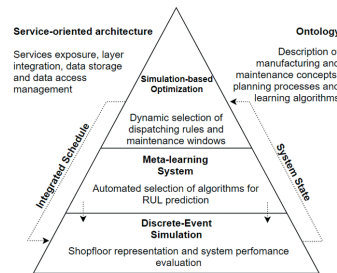 Service-oriented architecture
Services exposure, layer
integration, data storage
and data access
management
Ontology
Description of
manufacturing and
maintenance concepts,
planning processes and
learning algorithms
Simulation-based
Optimization
Dynamic selection of
dispatching rules and
maintenance windows
Integrated Schedule
System State
Meta-learning
System
Automated selection of algorithms for
RUL prediction
Discrete-Event
Simulation
Shopfloor representation and system perfomance
evaluation